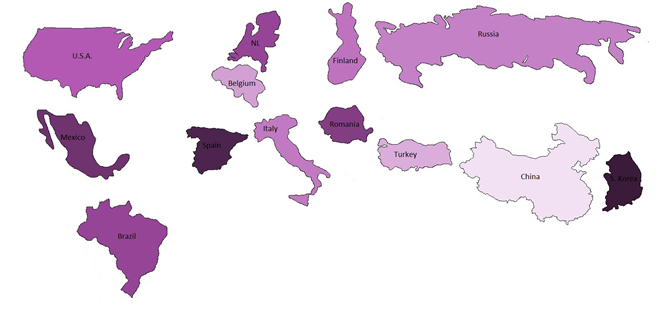 U.S.A.
NL
Belgium
Finland
Russia
Mexico
Spain
Italy
Romania
Turkey
China
S. Korea
Brazil